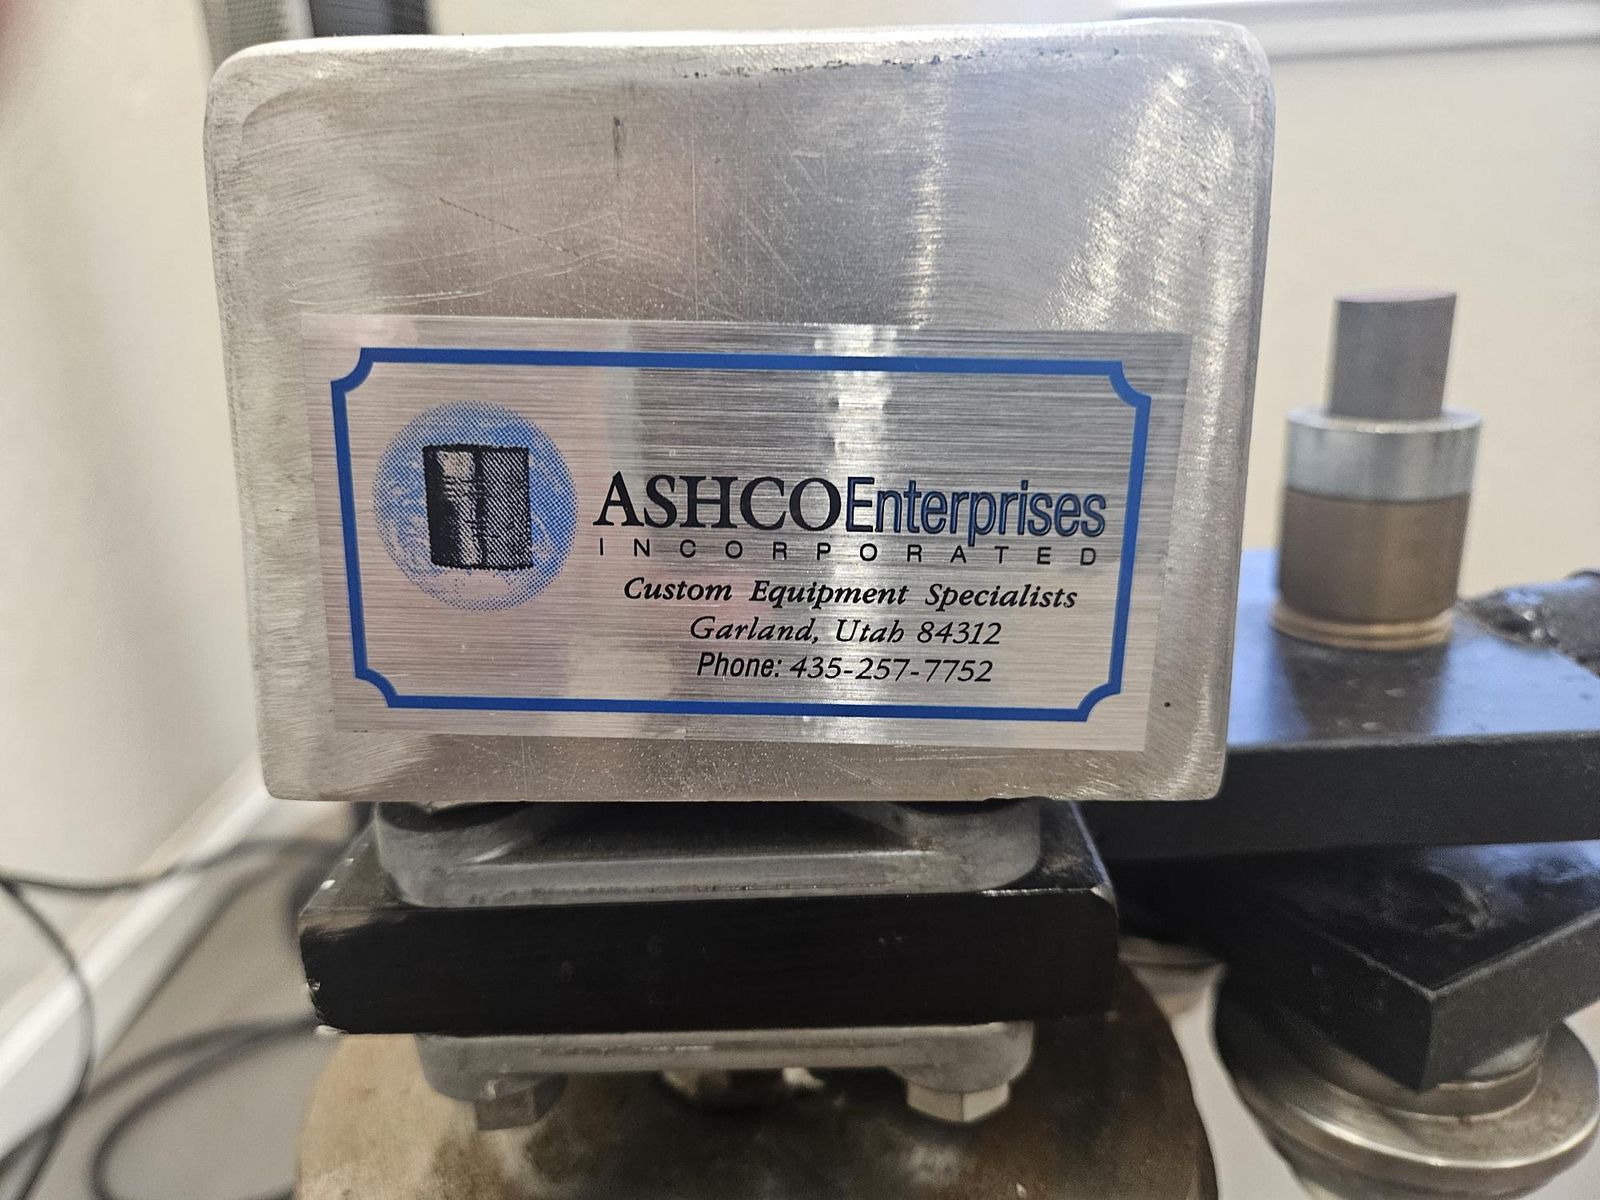 ASHCOEnterprises
INCORPORATED
Custom Equipment Specialists
Garland, Utah 84312
Phone: 435-257-7752